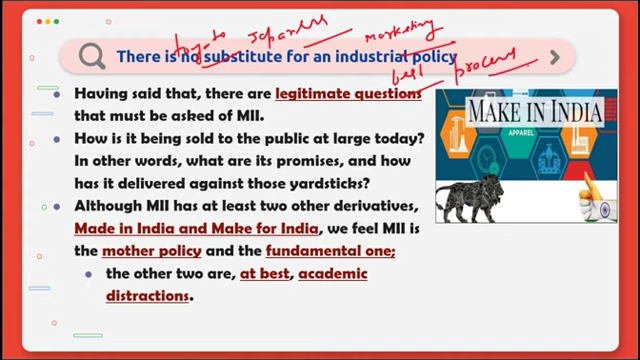 Japanese
marketing
There is no substitute for an industrial policy
best process
Having said that, there are legitimate questions
that must be asked of MII.
How is it being sold to the public at large today?
In other words, what are its promises, and how
has it delivered against those yardsticks?
Although MII has at least two other derivatives,
Made in India and Make for India, we feel MII is
the mother policy and the fundamental one;
the other two are, at best, academic
distractions.
MAKE IN INDIA
APPAREL